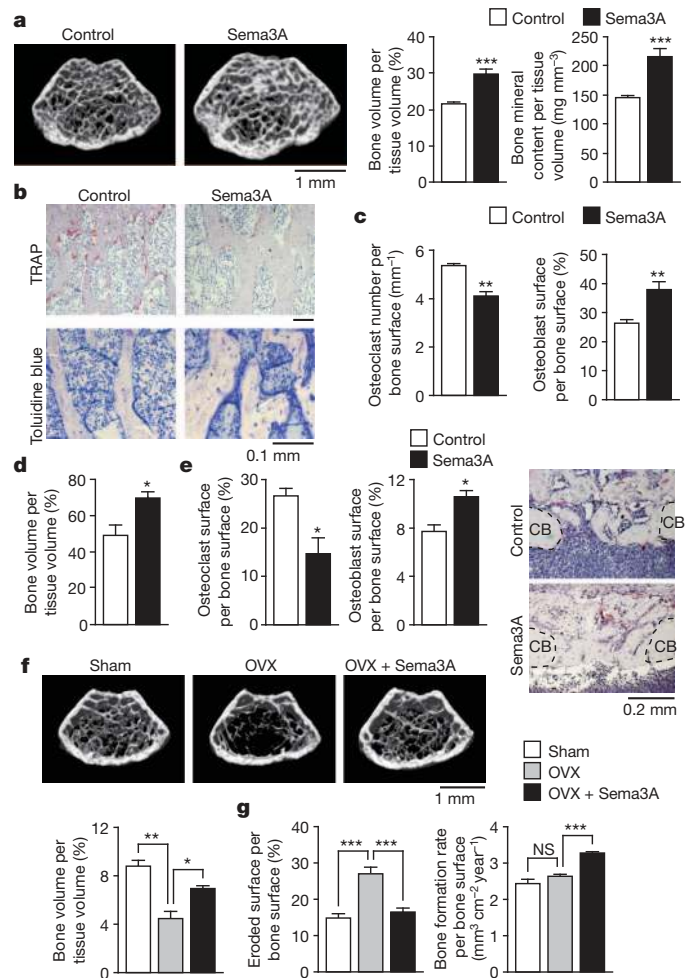 a
Control
Sema3A
1 mm
Control
Sema3A
Bone volume per
tissue volume (%)
40
30
20
10
0
***
Bone mineral
content per tissue
volume (mg mm−3)
250
200
150
100
50
0
***
b
Control
Sema3A
TRAP
Toluidine blue
0.1 mm
c
Control
Sema3A
Osteoclast number per
bone surface (mm−1)
6
4
2
0
**
Osteoblast surface
per bone surface (%)
50
40
30
20
10
0
**
d
Bone volume per
tissue volume (%)
80
60
40
20
0
*
e
Control
Sema3A
Osteoclast surface
per bone surface (%)
30
20
10
0
*
Osteoblast surface
per bone surface (%)
12
8
4
0
*
Control
CB
CB
Sema3A
CB
CB
0.2 mm
f
Sham
OVX
OVX + Sema3A
1 mm
Sham
OVX
OVX + Sema3A
Bone volume per
tissue volume (%)
12
8
4
0
**
*
g
Eroded surface per
bone surface (%)
40
30
20
10
0
***
***
Bone formation rate
per bone surface
(mm3 cm−2 year−1)
4
3
2
1
0
NS
***